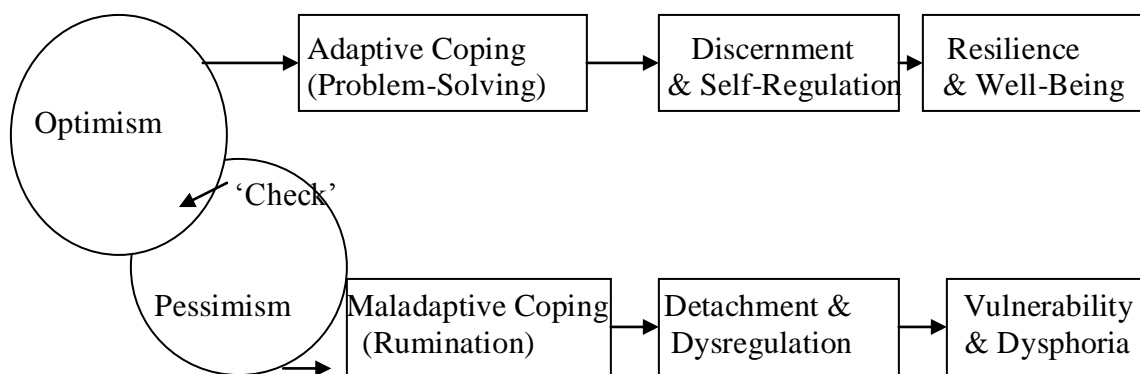 Optimism
Adaptive Coping
(Problem-Solving)
Discernment
& Self-Regulation
Resilience
& Well-Being
‘Check’
Pessimism
Maladaptive Coping
(Rumination)
Detachment &
Dysregulation
Vulnerability
& Dysphoria